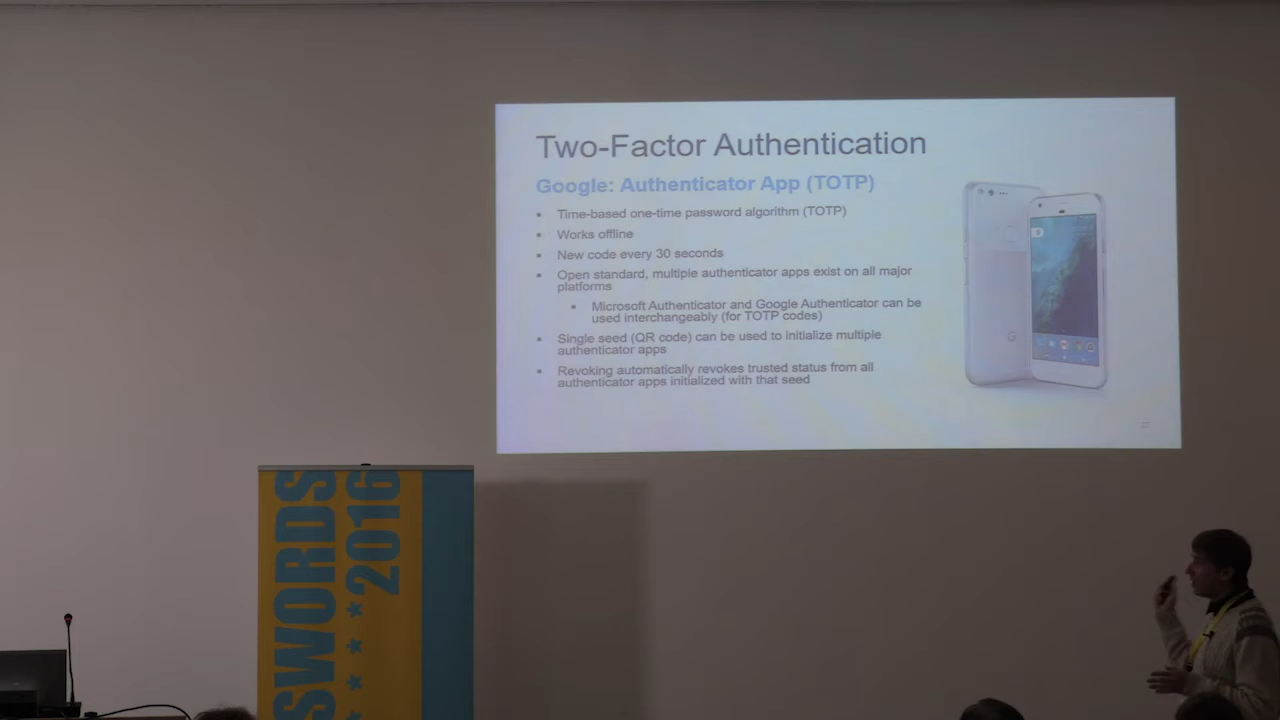 Two-Factor Authentication
Google: Authenticator App (TOTP)
▪ Time-based one-time password algorithm (TOTP)
▪ Works offline
▪ New code every 30 seconds
▪ Open standard, multiple authenticator apps exist on all major
platforms
▪ Microsoft Authenticator and Google Authenticator can be
used interchangeably (for TOTP codes)
▪ Single seed (QR code) can be used to initialize multiple
authenticator apps
▪ Revoking automatically revokes trusted status from all
authenticator apps initialized with that seed
SWORDS
2016
****